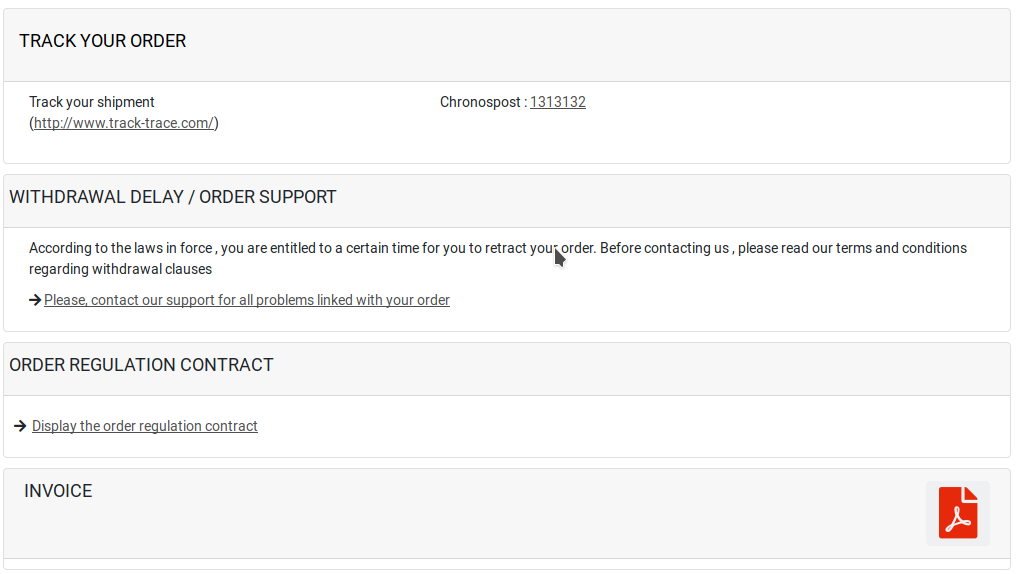 TRACK YOUR ORDER
Track your shipment
(http://www.track-trace.com/)
Chronospost : 1313132
WITHDRAWAL DELAY / ORDER SUPPORT
According to the laws in force , you are entitled to a certain time for you to retract your order. Before contacting us , please read our terms and conditions
regarding withdrawal clauses
Please, contact our support for all problems linked with your order
ORDER REGULATION CONTRACT
Display the order regulation contract
INVOICE